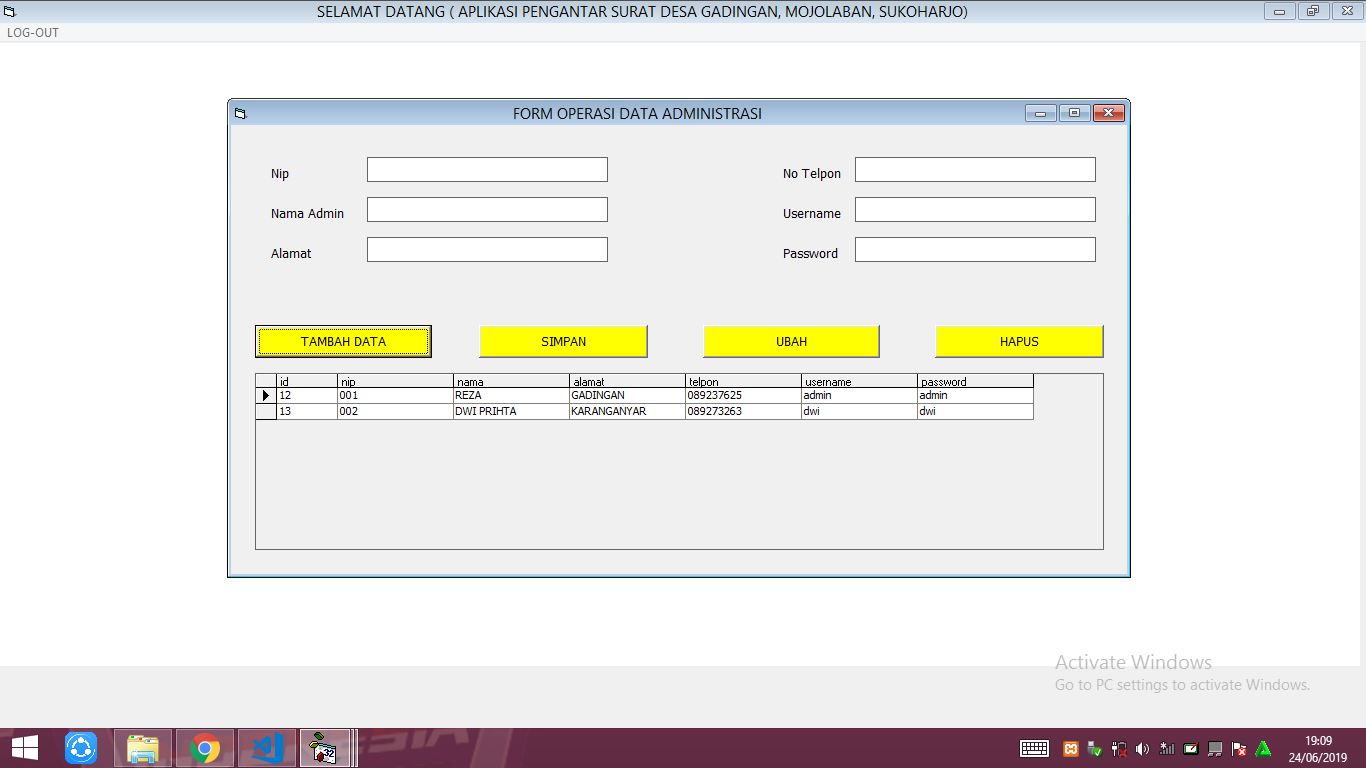 SELAMAT DATANG ( APLIKASI PENGANTAR SURAT DESA GADINGAN, MOJOLABAN, SUKOHARJO)
LOG-OUT
FORM OPERASI DATA ADMINISTRASI
Nip
No Telpon
Nama Admin
Username
Alamat
Password
TAMBAH DATA SIMPAN UBAH HAPUS
id nip nama alamat telpon username password
12 001 REZA GADINGAN 089237625 admin admin
13 002 DWI PRIHTA KARANGANYAR 089273263 dwi dwi
Activate Windows
Go to PC settings to activate Windows.
32
19:09
24/06/2019